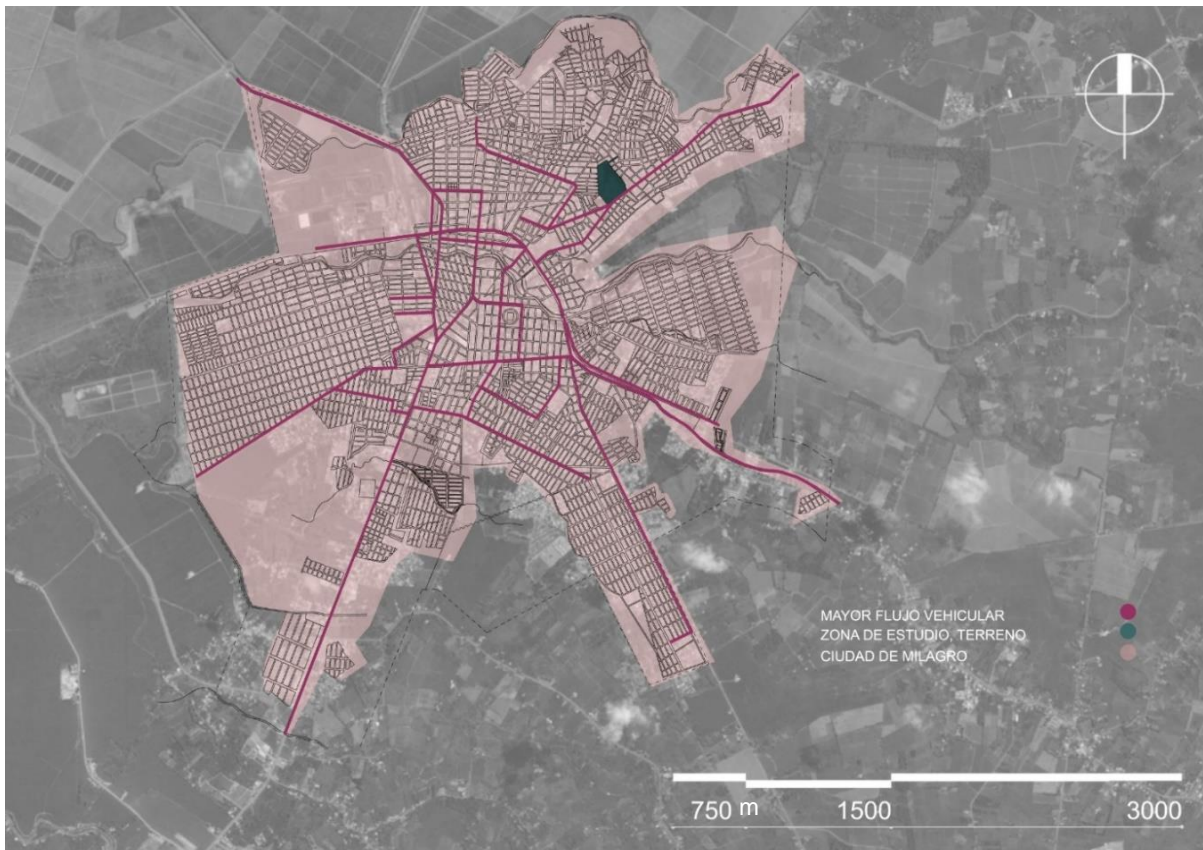 MAYOR FLUJO VEHICULAR
ZONA DE ESTUDIO, TERRENO
CIUDAD DE MILAGRO
750 m 1500 3000